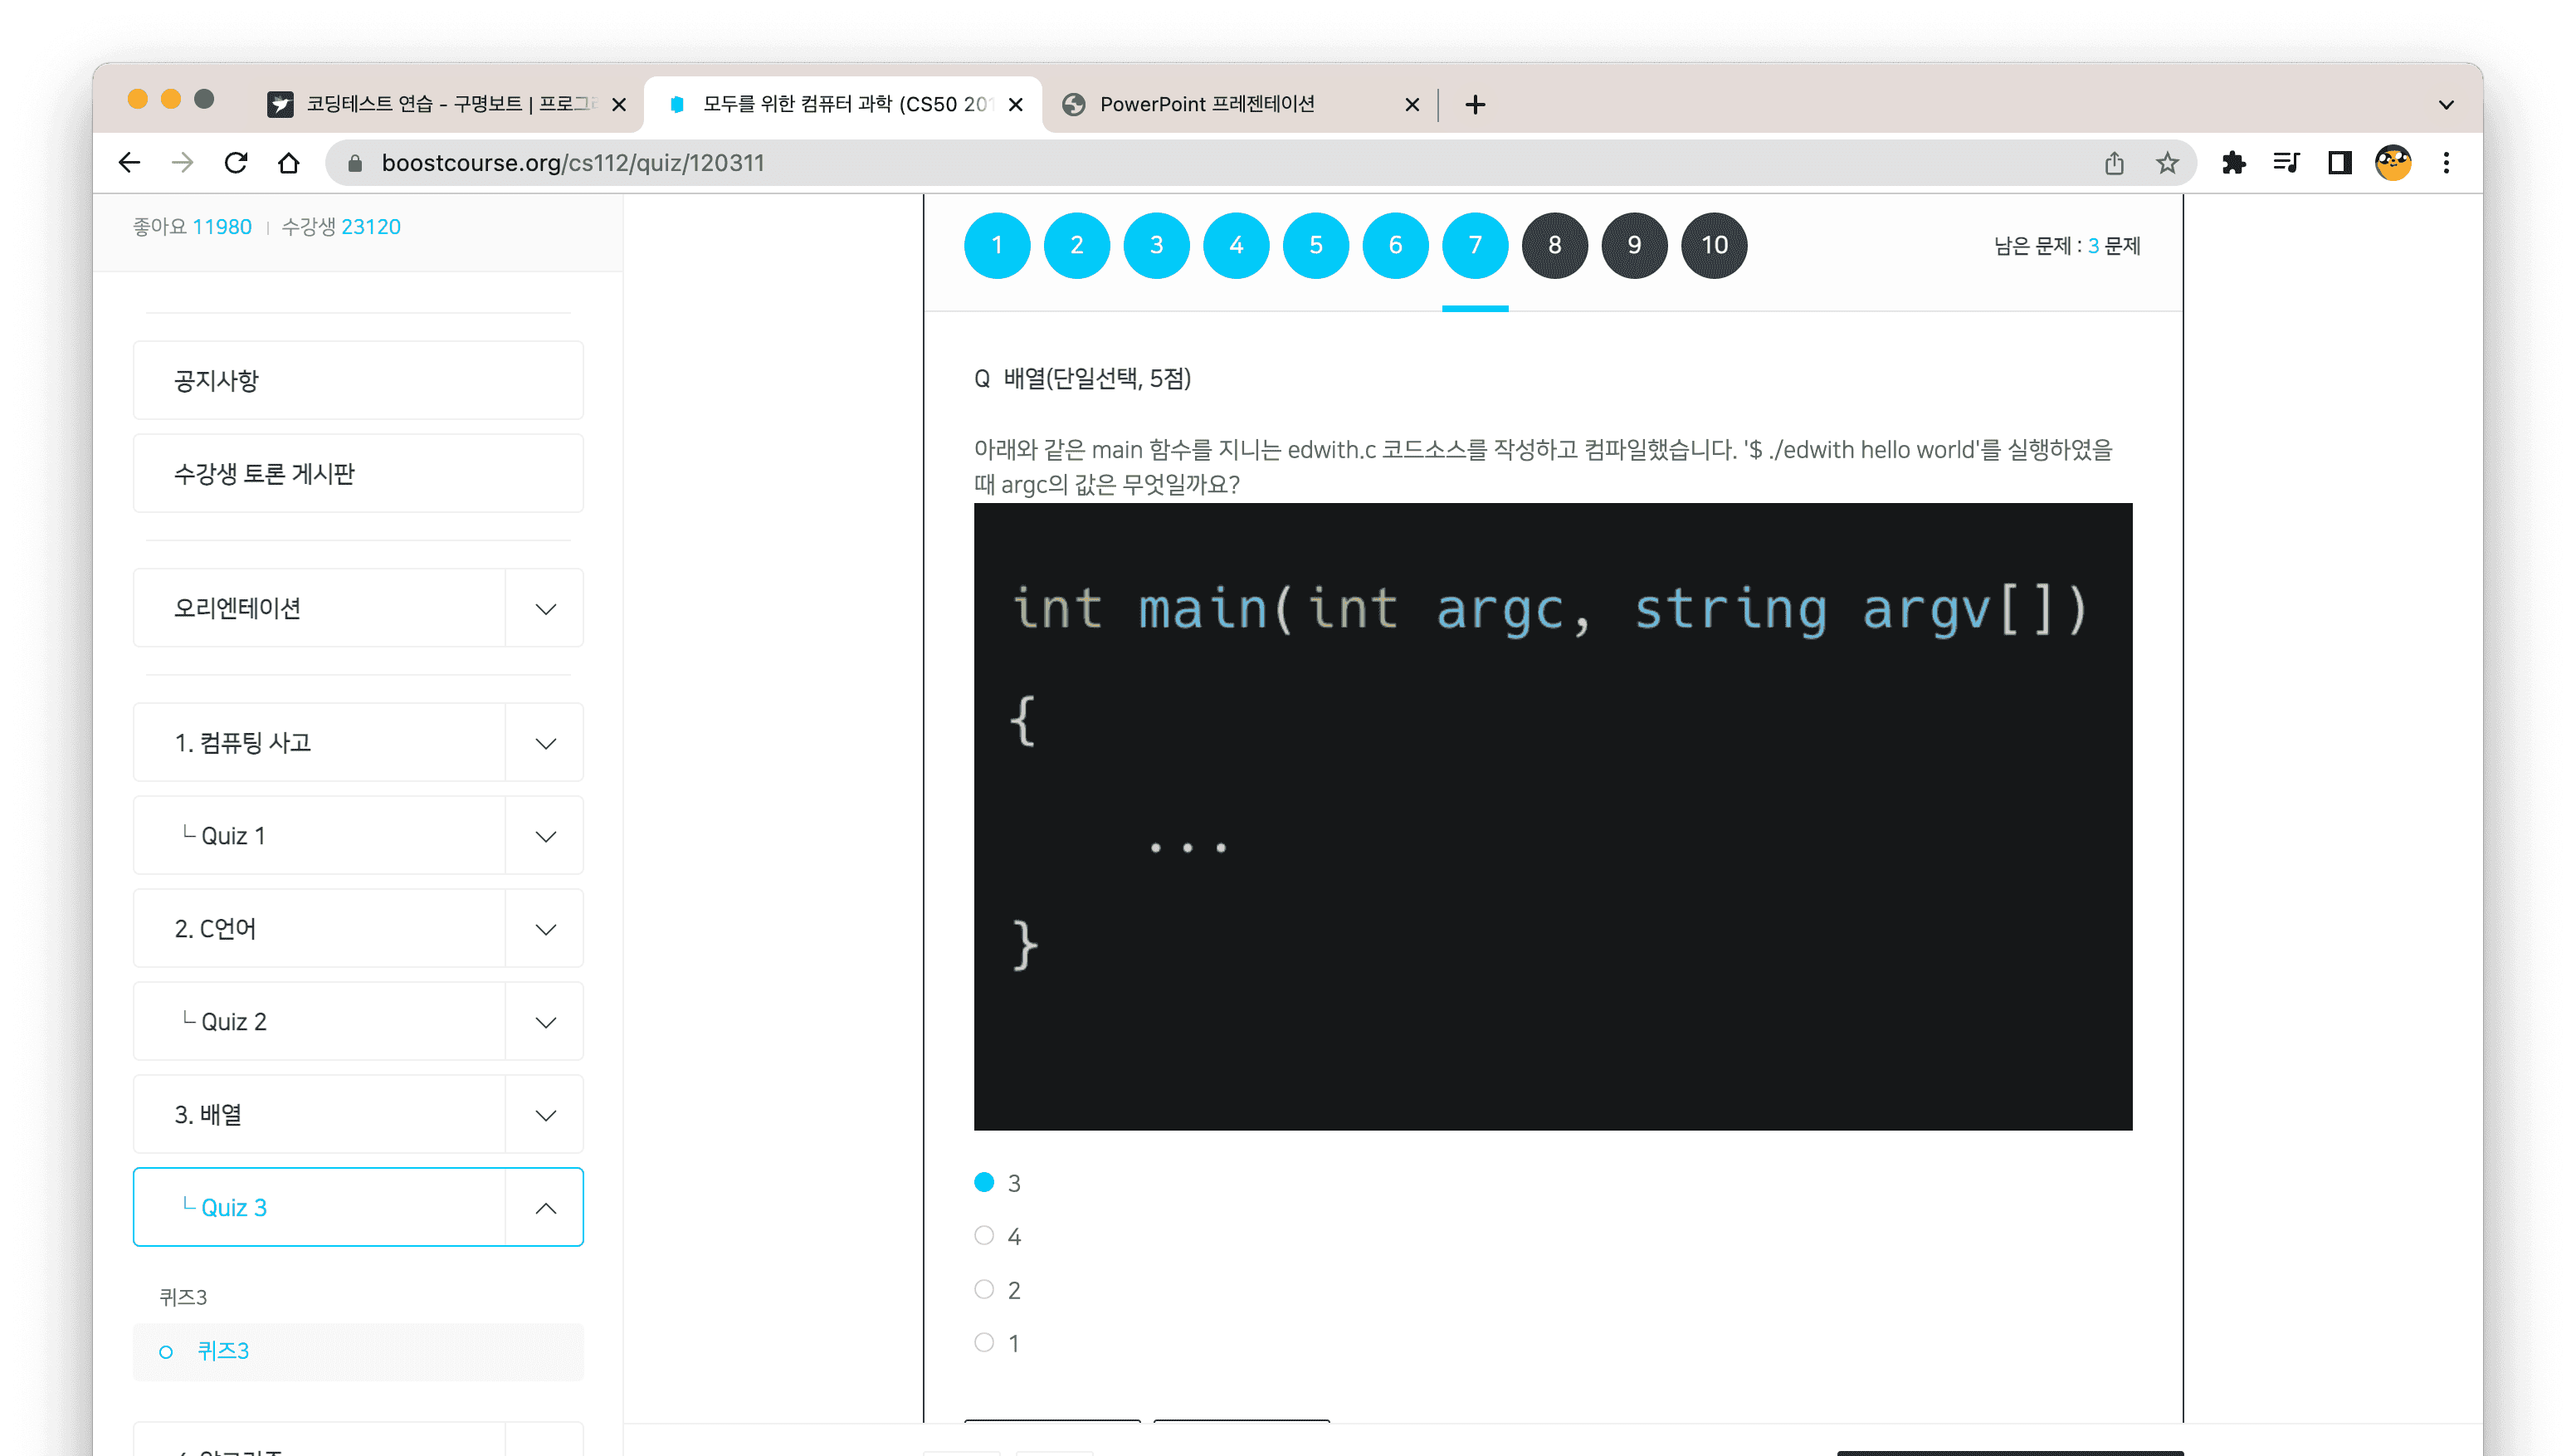 코딩테스트 연습 - 구명보트 | 프로그
모두를 위한 컴퓨터 과학 (CS50 201
PowerPoint 프레젠테이션
boostcourse.org/cs112/quiz/120311
좋아요 11980 | 수강생 23120
1 2 3 4 5 6 7 8 9 10
남은 문제 : 3 문제
공지사항
수강생 토론 게시판
오리엔테이션
1. 컴퓨팅 사고
└ Quiz 1
2. C언어
└ Quiz 2
3. 배열
└ Quiz 3
퀴즈3
퀴즈3
Q 배열(단일선택, 5점)
아래와 같은 main 함수를 지니는 edwith.c 코드소스를 작성하고 컴파일했습니다. '$ ./edwith hello world'를 실행하였을
때 argc의 값은 무엇일까요?
int main(int argc, string argv[])
{
...
}
3
4
2
1